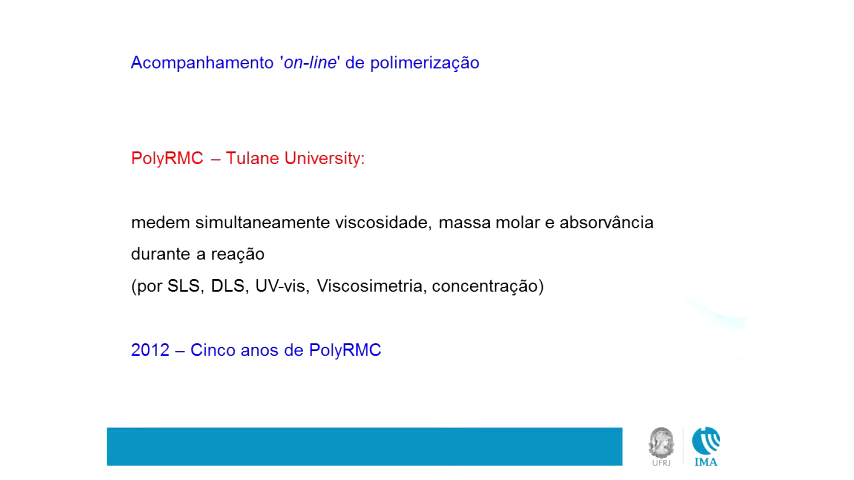 Acompanhamento 'on-line' de polimerização
PolyRMC – Tulane University:
medem simultaneamente viscosidade, massa molar e absorvância
durante a reação
(por SLS, DLS, UV-vis, Viscosimetria, concentração)
2012 – Cinco anos de PolyRMC
UFRJ
IMA